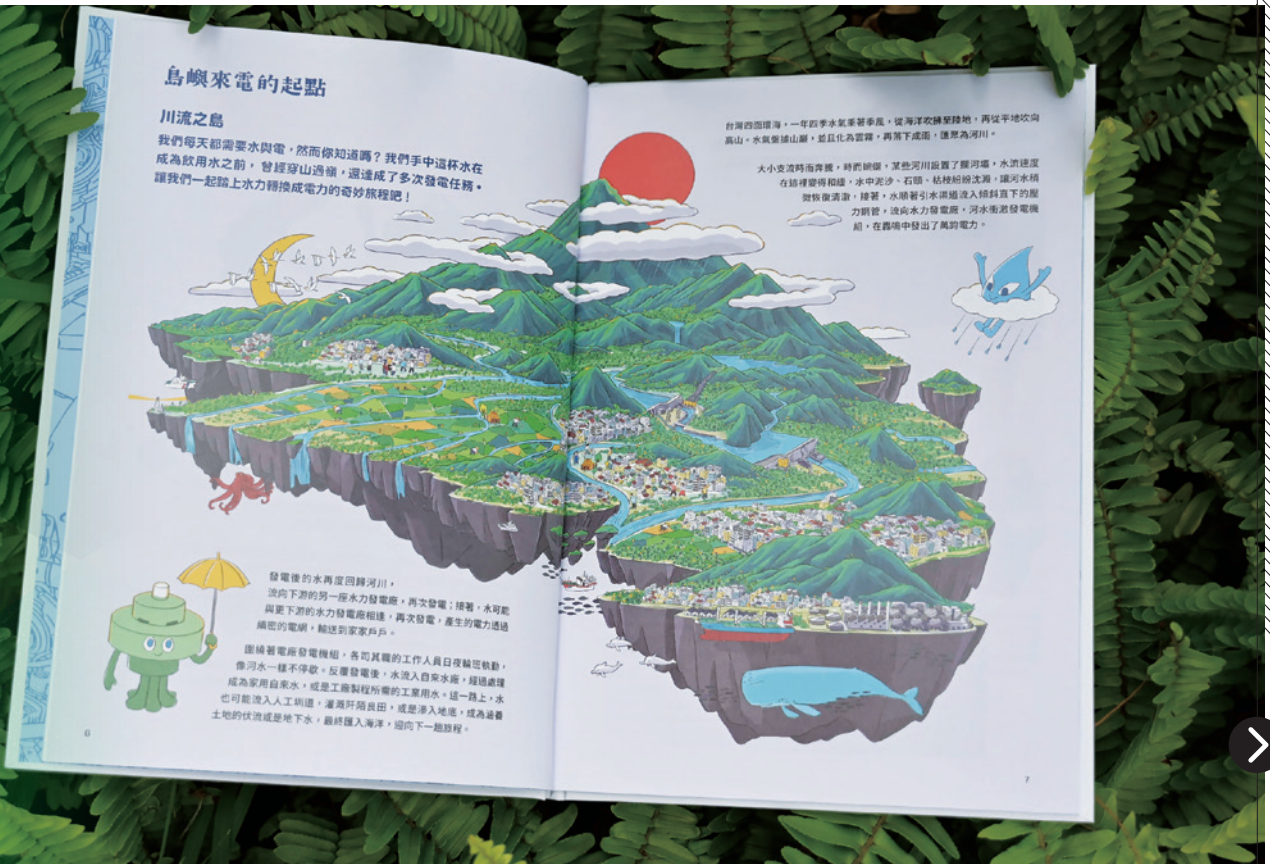 島嶼來電的起點
川流之島
我們每天都需要水與電，然而你知道嗎？我們手中這杯水在
成為飲用水之前，曾經穿山過嶺，還達成了多次發電任務。
讓我們一起踏上水力轉換成電力的奇妙旅程吧！
發電後的水再度回歸河川，
流向下游的另一座水力發電廠，再次發電；接著，水可能
與更下游的水力發電廠相逢，再次發電，產生的電力透過
縝密的電網，輸送到家家戶戶。
圍繞著電廠發電機組，各司其職的工作人員日夜輪班執勤，
像河水一樣不停歇。反覆發電後，水流入自來水廠，經過處理
成為家用自來水，或是工廠製程所需的工業用水。這一路上，水
也可能流入人工圳道，灌溉阡陌良田，或是滲入地底，成為涵養
土地的伏流或是地下水，最終匯入海洋，迎向下一趟旅程。
6
台灣四面環海，一年四季水氣乘著季風，從海洋吹拂至陸地，再從平地吹向
高山。水氣盤據山巔，並且化為雲霧，再落下成雨，匯聚為河川。
大小支流時而奔騰，時而蜿蜒，某些河川設置了攔河堰，水流速度
在這裡變得和緩，水中泥沙、石頭、枯枝紛紛沈澱，讓河水稍
微恢復清澈，接著，水順著引水渠道流入傾斜直下的壓
力鋼管，流向水力發電廠，河水衝激發電機
組，在轟鳴中發出了萬鈞電力。
7